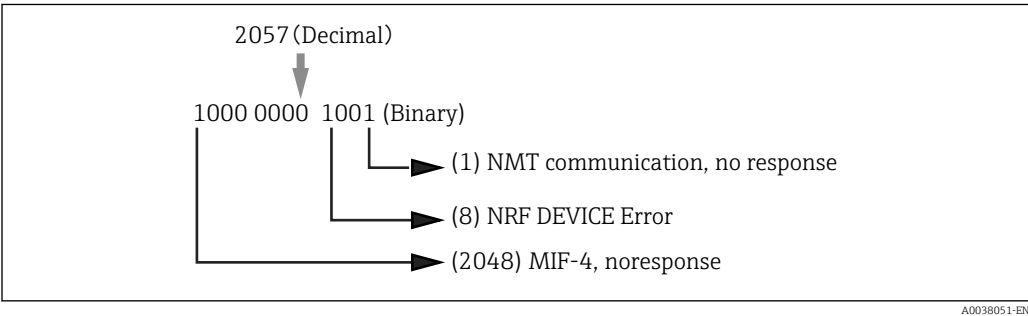 2057(Decimal)
1000 0000 1001 (Binary)
(1) NMT communication, no response
(8) NRF DEVICE Error
(2048) MIF-4, noresponse
A0038051-EN